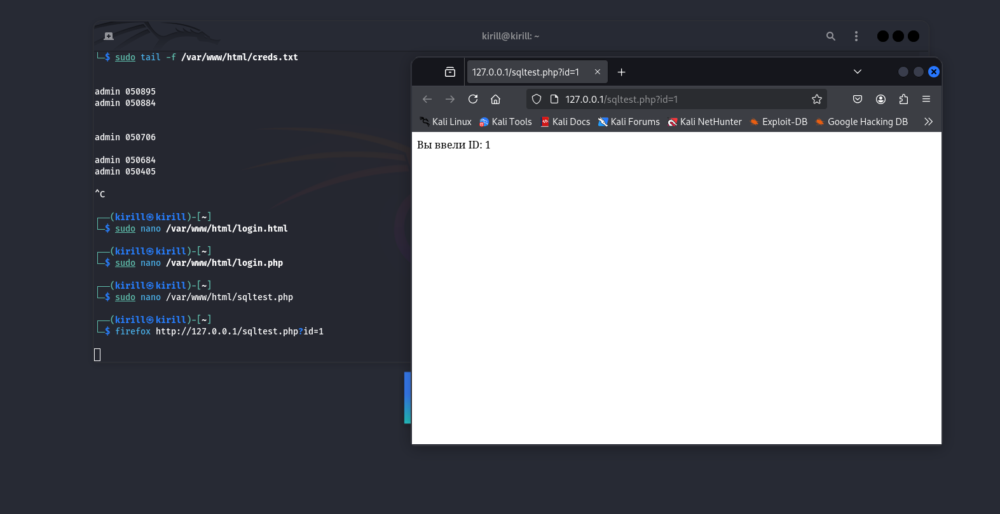 kirill@kirill: ~
└─$ sudo tail -f /var/www/html/creds.txt
admin 050895
admin 050884
admin 050706
admin 050684
admin 050405
^C
┌──(kirill㉿kirill)-[~]
└─$ sudo nano /var/www/html/login.html
┌──(kirill㉿kirill)-[~]
└─$ sudo nano /var/www/html/login.php
┌──(kirill㉿kirill)-[~]
└─$ sudo nano /var/www/html/sqltest.php
┌──(kirill㉿kirill)-[~]
└─$ firefox http://127.0.0.1/sqltest.php?id=1
127.0.0.1/sqltest.php?id=1
127.0.0.1/sqltest.php?id=1
Kali Linux Kali Tools Kali Docs Kali Forums Kali NetHunter Exploit-DB Google Hacking DB
Вы ввели ID: 1